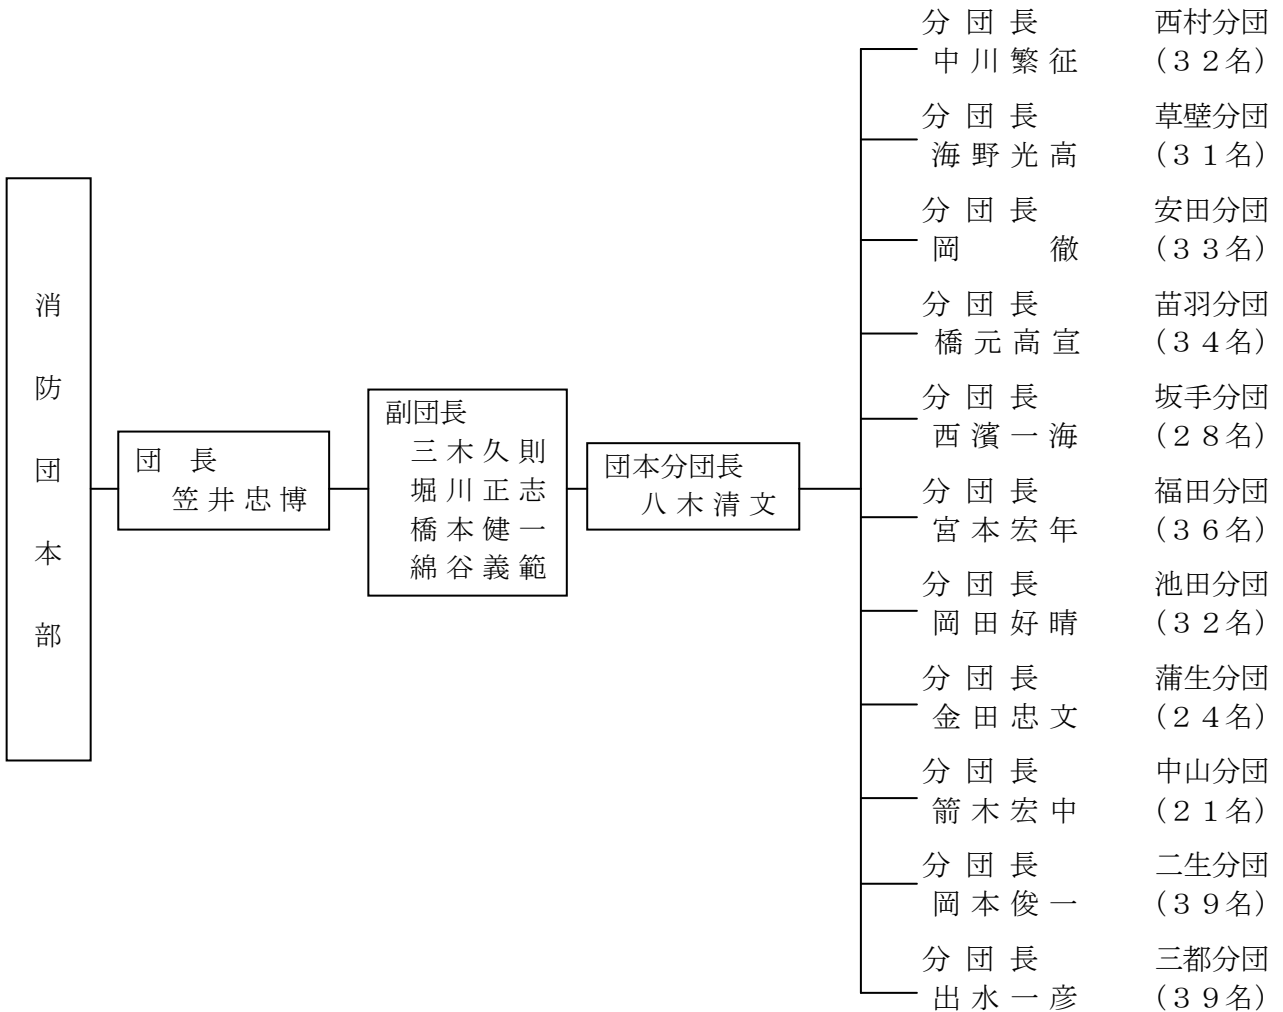 消防団本部
団　長
笠井忠博
副団長
三木久則
堀川正志
橋本健一
綿谷義範
団本分団長
八木清文
分団長　西村分団
中川繁征　（３２名）
分団長　草壁分団
海野光高　（３１名）
分団長　安田分団
岡　徹　（３３名）
分団長　苗羽分団
橋元高宣　（３４名）
分団長　坂手分団
西濱一海　（２８名）
分団長　福田分団
宮本宏年　（３６名）
分団長　池田分団
岡田好晴　（３２名）
分団長　蒲生分団
金田忠文　（２４名）
分団長　中山分団
箭木宏中　（２１名）
分団長　二生分団
岡本俊一　（３９名）
分団長　三都分団
出水一彦　（３９名）